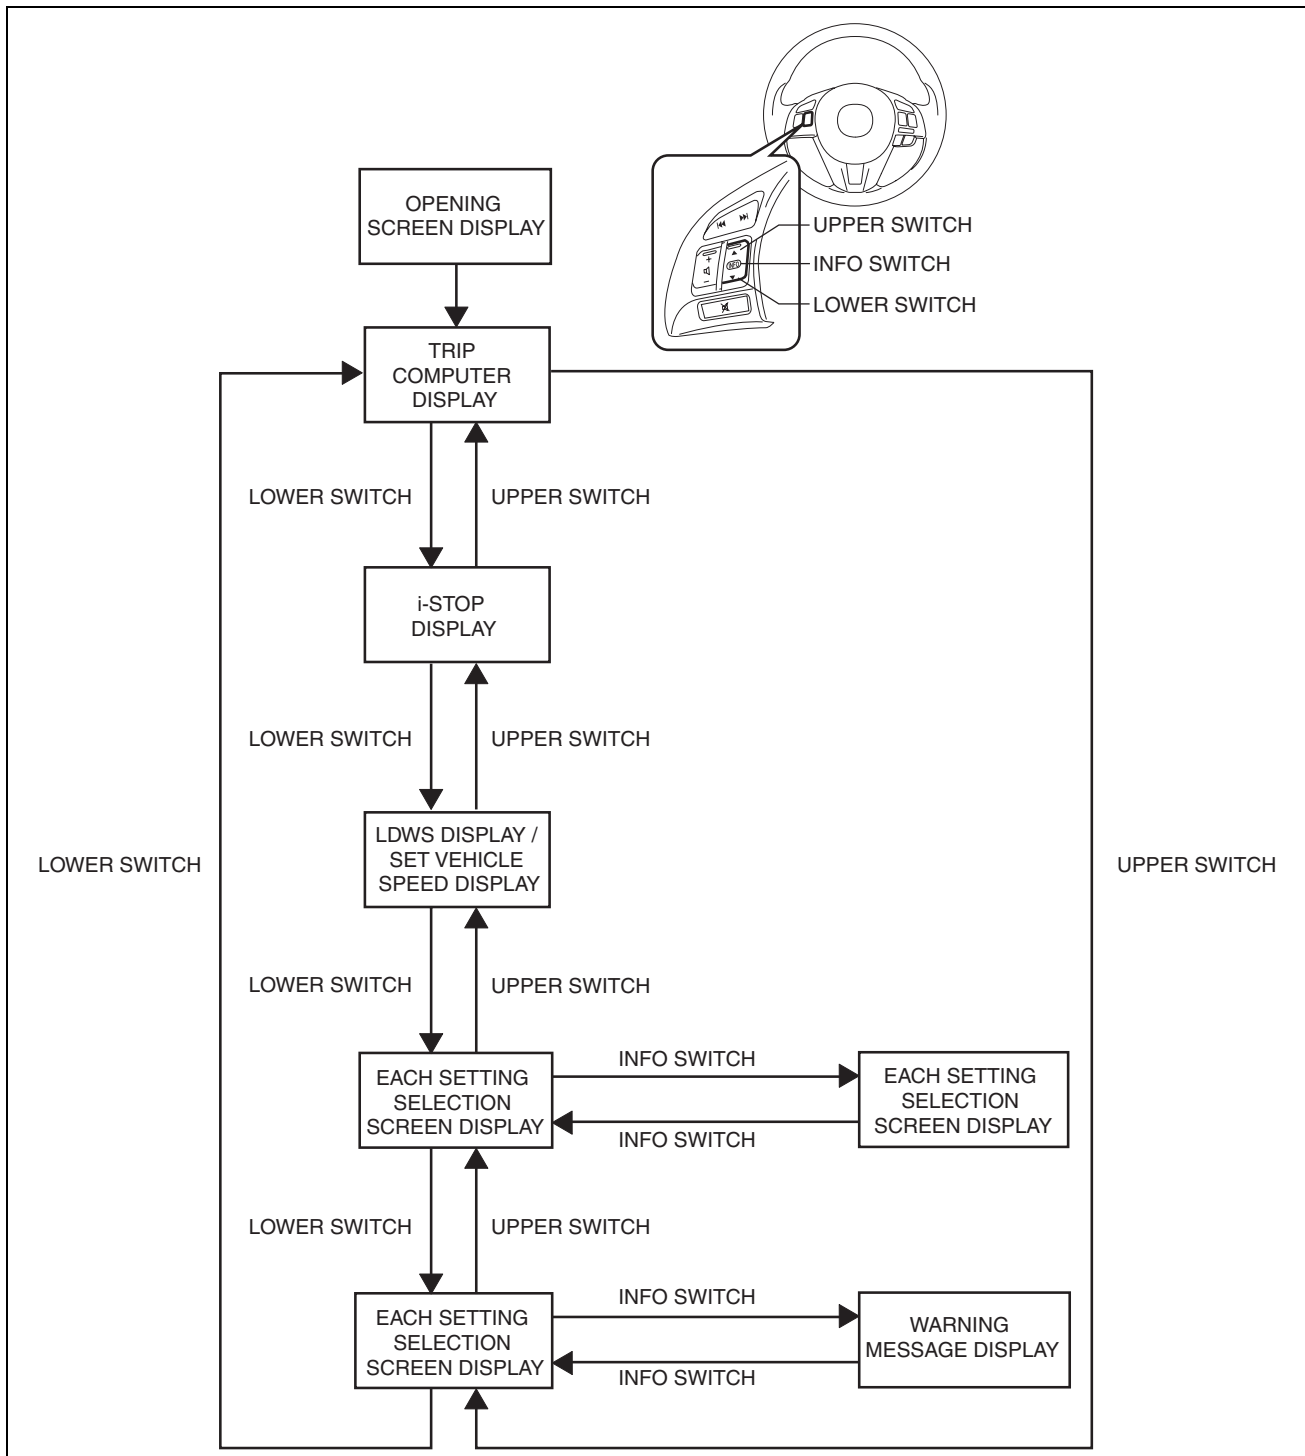 UPPER SWITCH
INFO SWITCH
LOWER SWITCH
INFO
OPENING
SCREEN DISPLAY
TRIP
COMPUTER
DISPLAY
LOWER SWITCH
UPPER SWITCH
i-STOP
DISPLAY
LOWER SWITCH
UPPER SWITCH
LDWS DISPLAY /
SET VEHICLE
SPEED DISPLAY
LOWER SWITCH
UPPER SWITCH
LOWER SWITCH
UPPER SWITCH
EACH SETTING
SELECTION
SCREEN DISPLAY
INFO SWITCH
INFO SWITCH
EACH SETTING
SELECTION
SCREEN DISPLAY
LOWER SWITCH
UPPER SWITCH
EACH SETTING
SELECTION
SCREEN DISPLAY
INFO SWITCH
INFO SWITCH
WARNING
MESSAGE DISPLAY